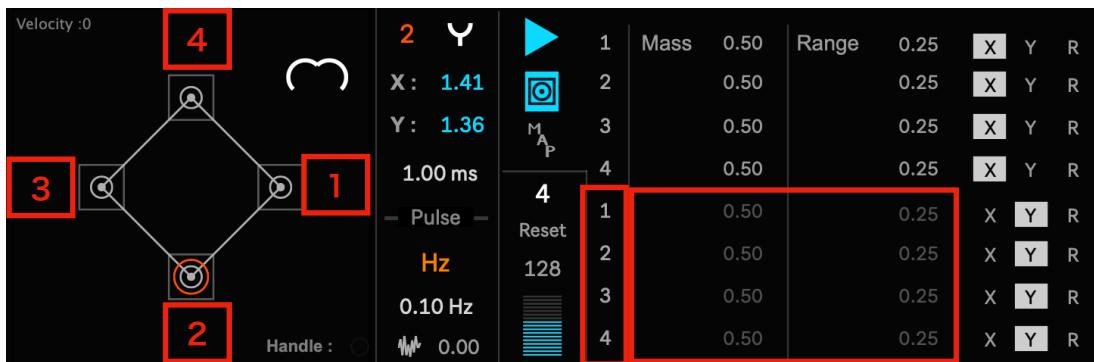 Velocity :0
4
3
1
2
Handle :
2
X : 1.41
Y : 1.36
1.00 ms
Pulse
Hz
0.10 Hz
0.00
MAP
4
Reset
128
1 Mass 0.50 Range 0.25 X Y R
2 0.50 0.25 X Y R
3 0.50 0.25 X Y R
4 0.50 0.25 X Y R
1 0.50 0.25 X Y R
2 0.50 0.25 X Y R
3 0.50 0.25 X Y R
4 0.50 0.25 X Y R